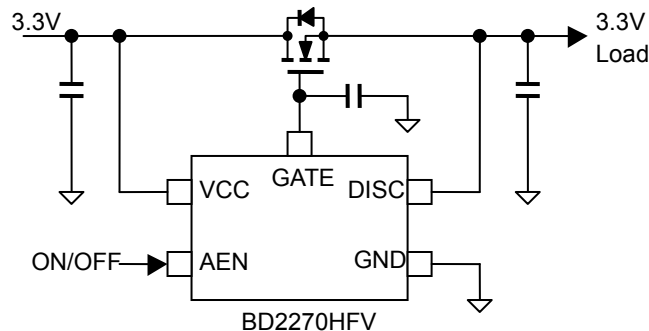 3.3V
3.3V
Load
GATE
VCC
DISC
ON/OFF
AEN
GND
BD2270HFV